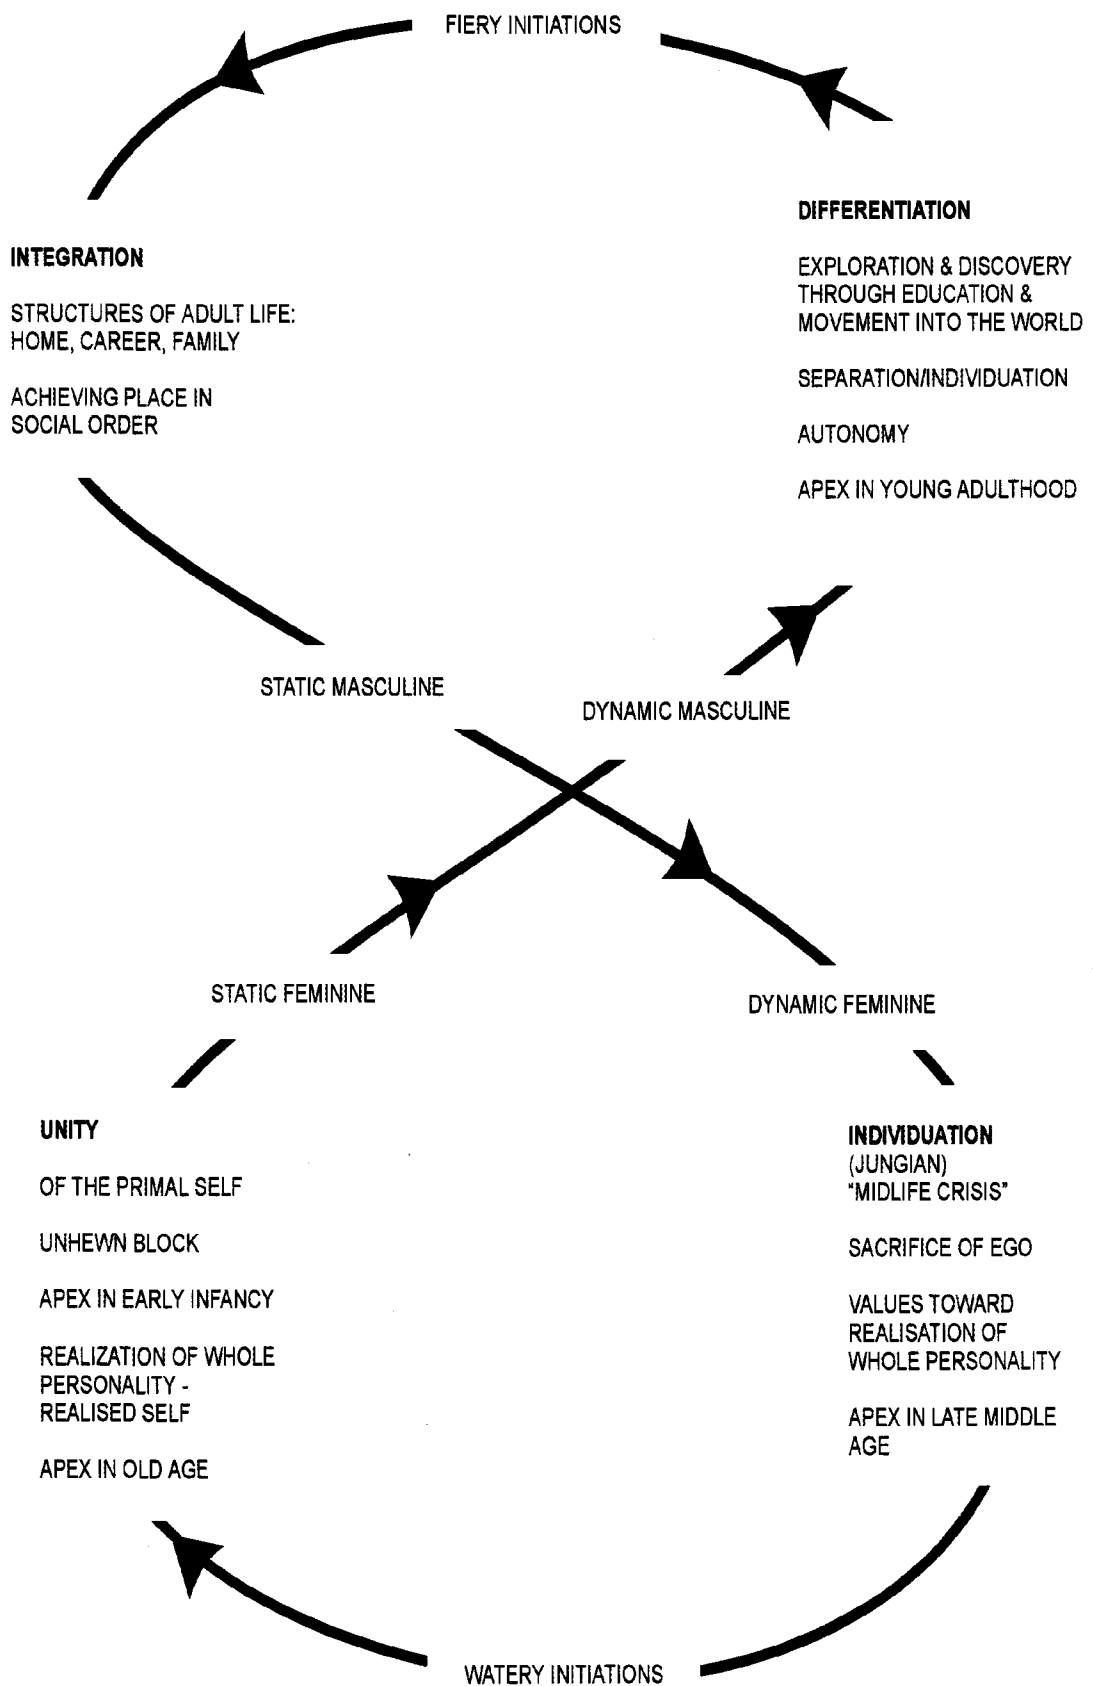 FIERY INITIATIONS
DIFFERENTIATION
EXPLORATION & DISCOVERY
THROUGH EDUCATION &
MOVEMENT INTO THE WORLD
SEPARATION/INDIVIDUATION
AUTONOMY
APEX IN YOUNG ADULTHOOD
INTEGRATION
STRUCTURES OF ADULT LIFE:
HOME, CAREER, FAMILY
ACHIEVING PLACE IN
SOCIAL ORDER
STATIC MASCULINE
DYNAMIC MASCULINE
STATIC FEMININE
DYNAMIC FEMININE
UNITY
OF THE PRIMAL SELF
UNHEWN BLOCK
APEX IN EARLY INFANCY
REALIZATION OF WHOLE
PERSONALITY -
REALISED SELF
APEX IN OLD AGE
INDIVIDUATION
(JUNGIAN)
"MIDLIFE CRISIS"
SACRIFICE OF EGO
VALUES TOWARD
REALISATION OF
WHOLE PERSONALITY
APEX IN LATE MIDDLE
AGE
WATERY INITIATIONS